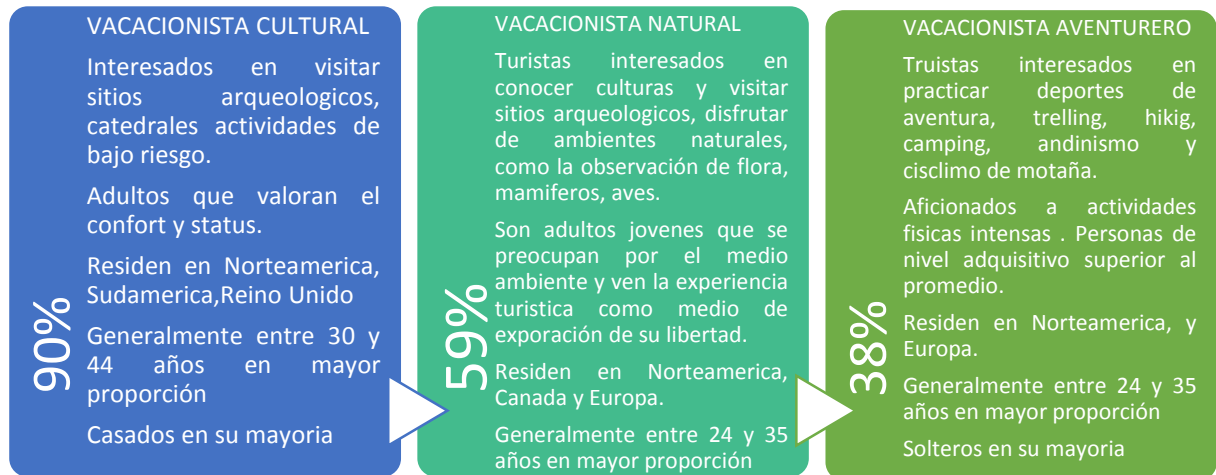 VACACIONISTA CULTURAL
Interesados en visitar
sitios arqueologicos,
catedrales actividades de
bajo riesgo.
Adultos que valoran el
confort y status.
Residen en Norteamerica,
Sudamerica,Reino Unido
Generalmente entre 30 y
44 años en mayor
proporción
Casados en su mayoria
90%
VACACIONISTA NATURAL
Turistas interesados en
conocer culturas y visitar
sitios arqueologicos, disfrutar
de ambientes naturales,
como la observación de flora,
mamiferos, aves.
Son adultos jovenes que se
preocupan por el medio
ambiente y ven la experiencia
turistica como medio de
exporación de su libertad.
Residen en Norteamerica,
Canada y Europa.
Generalmente entre 24 y 35
años en mayor proporción
59%
VACACIONISTA AVENTURERO
Truistas interesados en
practicar deportes de
aventura, trelling, hikig,
camping, andinismo y
cisclimo de motaña.
Aficionados a actividades
fisicas intensas . Personas de
nivel adquisitivo superior al
promedio.
Residen en Norteamerica, y
Europa.
Generalmente entre 24 y 35
años en mayor proporción
Solteros en su mayoria
38%